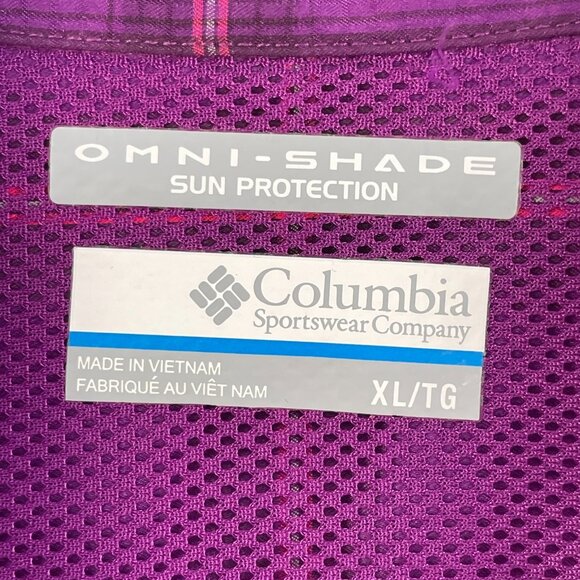 OMNI-SHADE
SUN PROTECTION
Columbia
Sportswear Company
MADE IN VIETNAM
FABRIQUÉ AU VIÊT NAM
XL/TG